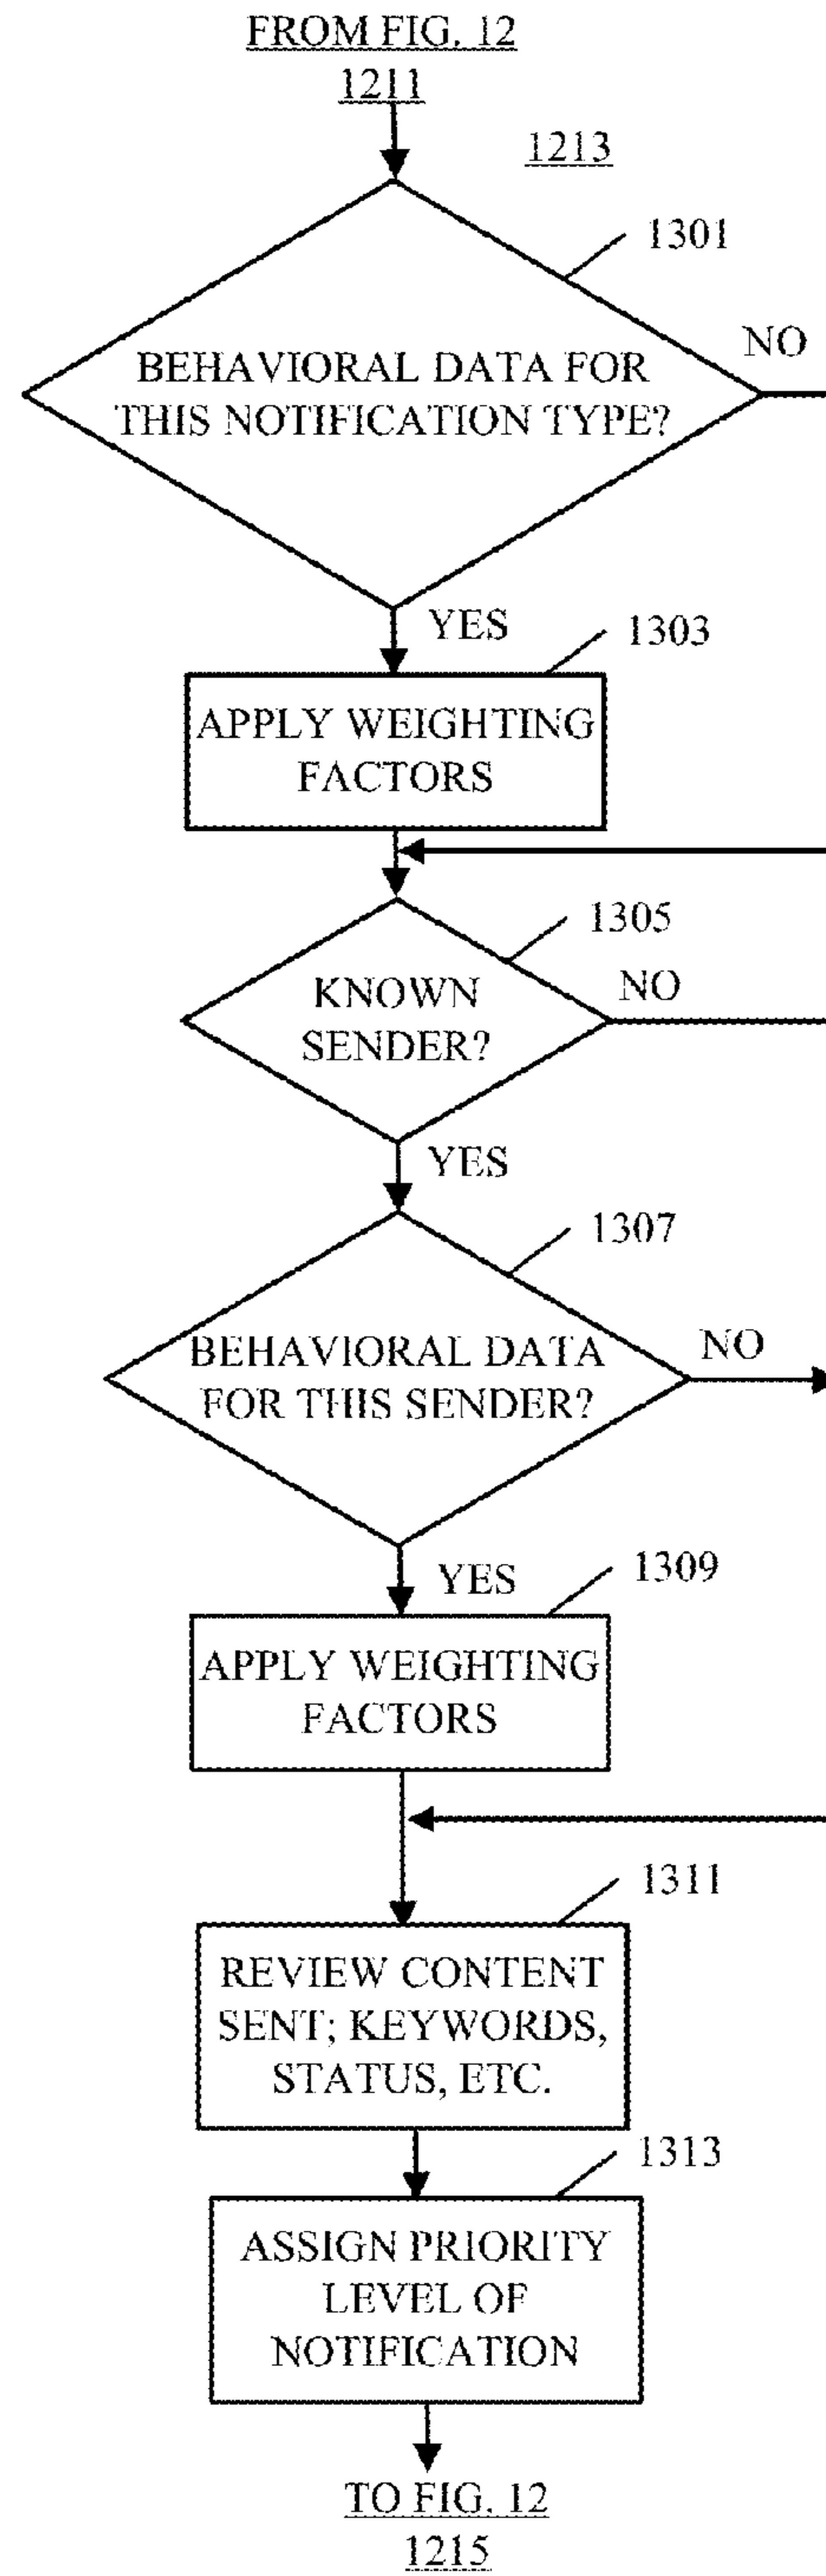 FROM FIG. 12
1211
1213
1301
BEHAVIORAL DATA FOR
THIS NOTIFICATION TYPE?
NO
YES
1303
APPLY WEIGHTING
FACTORS
1305
KNOWN
SENDER?
NO
YES
1307
BEHAVIORAL DATA
FOR THIS SENDER?
NO
YES
1309
APPLY WEIGHTING
FACTORS
1311
REVIEW CONTENT
SENT; KEYWORDS,
STATUS, ETC.
1313
ASSIGN PRIORITY
LEVEL OF
NOTIFICATION
TO FIG. 12
1215